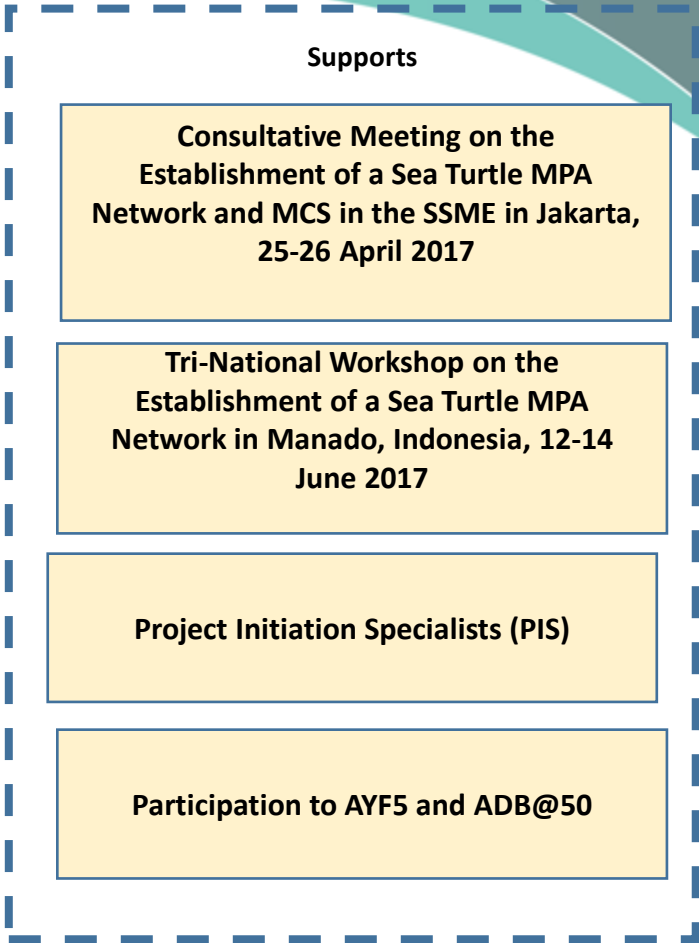 Supports
Consultative Meeting on the
Establishment of a Sea Turtle MPA
Network and MCS in the SSME in Jakarta,
25-26 April 2017
Tri-National Workshop on the
Establishment of a Sea Turtle MPA
Network in Manado, Indonesia, 12-14
June 2017
Project Initiation Specialists (PIS)
Participation to AYF5 and ADB@50